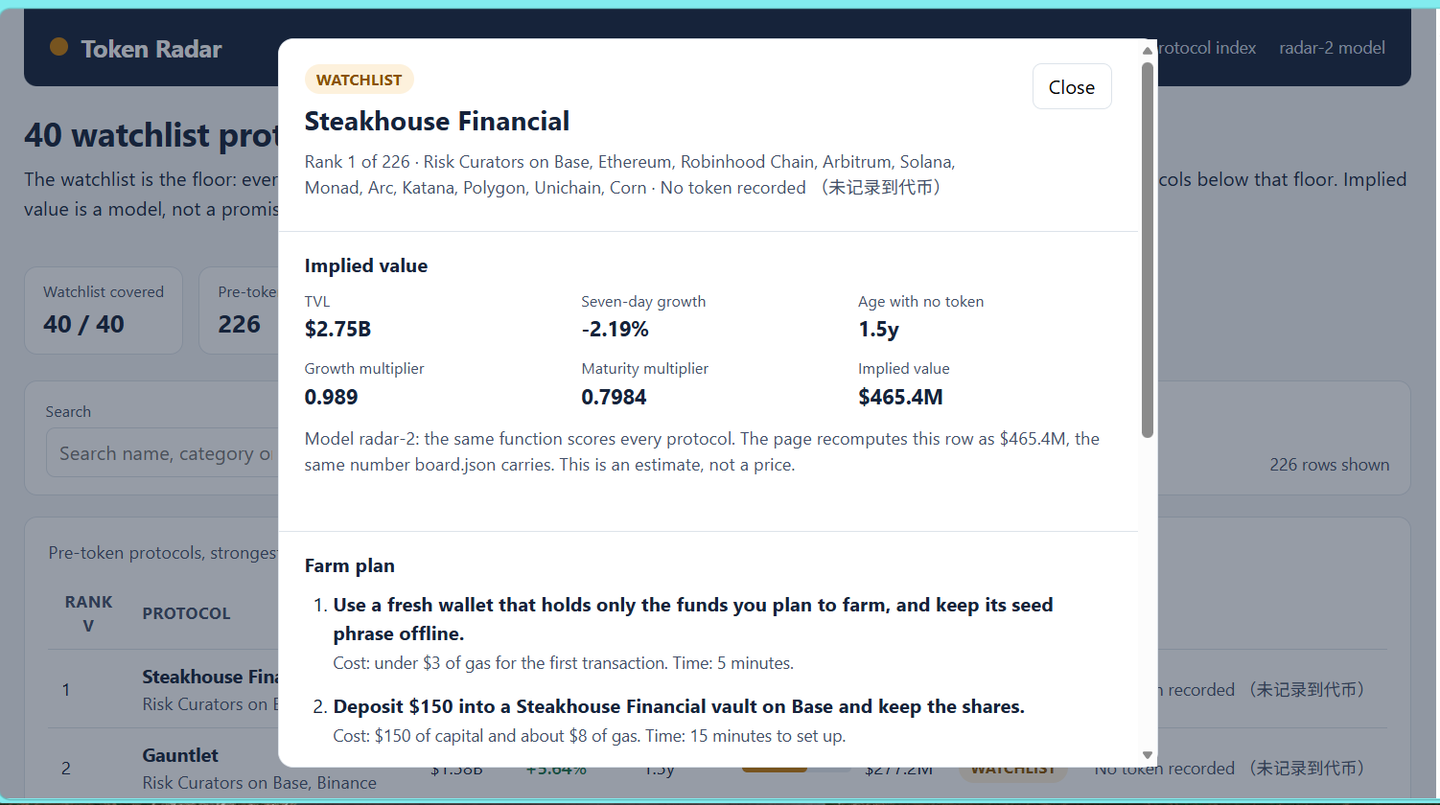 Token Radar
rotocol index
radar-2 model
WATCHLIST
Close
Steakhouse Financial
Rank 1 of 226 · Risk Curators on Base, Ethereum, Robinhood Chain, Arbitrum, Solana,
Monad, Arc, Katana, Polygon, Unichain, Corn · No token recorded （未记录到代币）
40 watchlist prot
The watchlist is the floor: ever
cols below that floor. Implied
value is a model, not a promis
Implied value
TVL
Seven-day growth
Age with no token
$2.75B
-2.19%
1.5y
Growth multiplier
Maturity multiplier
Implied value
0.989
0.7984
$465.4M
Model radar-2: the same function scores every protocol. The page recomputes this row as $465.4M, the
same number board.json carries. This is an estimate, not a price.
Watchlist covered
40 / 40
Pre-toke
226
Search
Search name, category o
226 rows shown
Farm plan
1. Use a fresh wallet that holds only the funds you plan to farm, and keep its seed
phrase offline.
Cost: under $3 of gas for the first transaction. Time: 5 minutes.
2. Deposit $150 into a Steakhouse Financial vault on Base and keep the shares.
Cost: $150 of capital and about $8 of gas. Time: 15 minutes to set up.
Pre-token protocols, strongest
RANK
V
PROTOCOL
1
Steakhouse Fina
Risk Curators on E
recorded （未记录到代币）
2
Gauntlet
Risk Curators on Base, Binance
$1.58B
+5.64%
1.5y
$277.2M
WATCHLIST
No token recorded （未记录到代币）